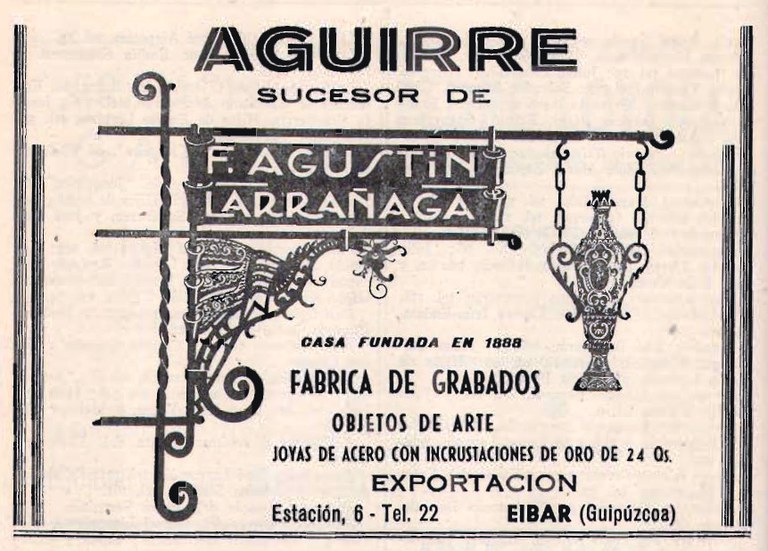 AGUIRRE
SUCESOR DE
F. AGUSTiN
LARRAÑAGA
CASA FUNDADA EN 1888
FABRICA DE GRABADOS
OBJETOS DE ARTE
JOYAS DE ACERO CON INCRUSTACIONES DE ORO DE 24 Qs.
EXPORTACION
Estación, 6 - Tel. 22 EIBAR (Guipúzcoa)